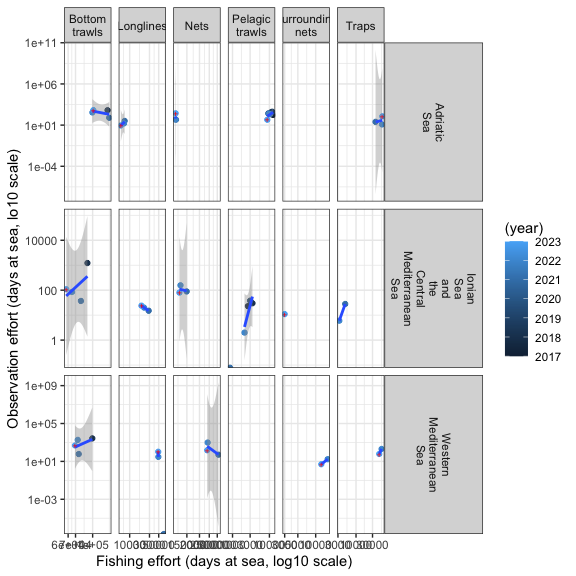 Bottom
trawls
Longlines
Nets
Pelagic
trawls
urroundin
nets
Traps
1e+11
1e+06
1e+01
1e-04
Adriatic
Sea
10000
100
1
Ionian
Sea
and
the
Central
Mediterranean
Sea
1e+09
1e+05
1e+01
1e-03
Western
Mediterranean
Sea
Observation effort (days at sea, lo10 scale)
Fishing effort (days at sea, log10 scale)
(year)
2023
2022
2021
2020
2019
2018
2017